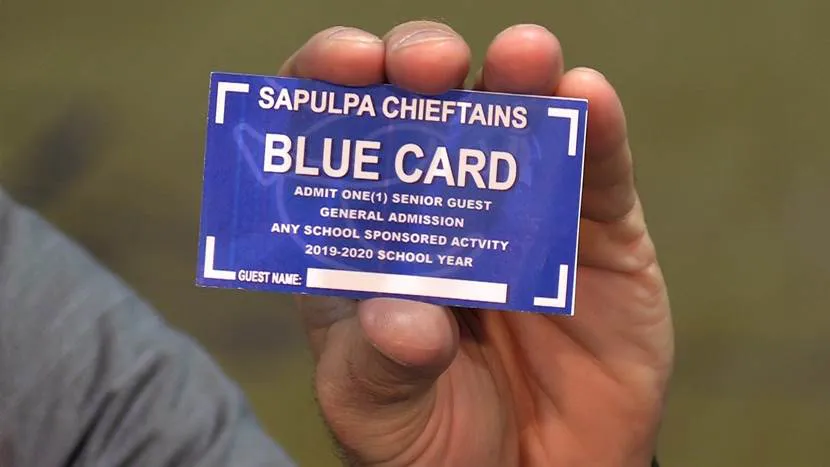 SAPULPA CHIEFTAINS
BLUE CARD
ADMIT ONE(1) SENIOR GUEST
GENERAL ADMISSION
ANY SCHOOL SPONSORED ACTVITY
2019-2020 SCHOOL YEAR
GUEST NAME: